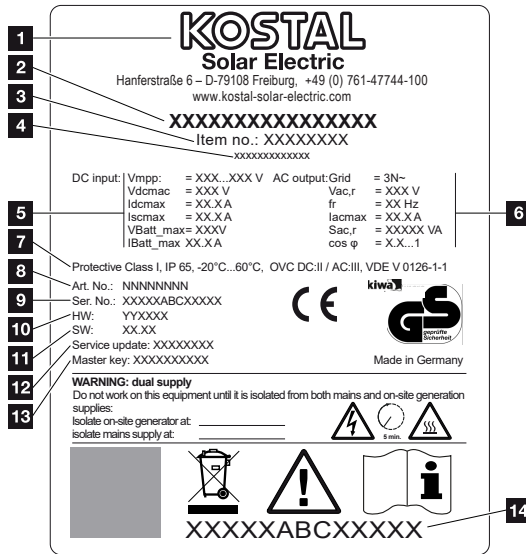 KOSTAL
Solar Electric
Hanferstraße 6 – D-79108 Freiburg, +49 (0) 761-47744-100
www.kostal-solar-electric.com
XXXXXXXXXXXXXXXX
Item no.: XXXXXXXX
xxxxxxxxxxxxx
DC input: Vmpp: = XXX...XXX V AC output: Grid = 3N~
Vdcmac = XXX V Vac,r = XXX V
Idcmax = XX.X A fr = XX Hz
Iscmax = XX.X A Iacmax = XX.X A
VBatt_max= XXXV Sac,r = XXXXX VA
IBatt_max XX.X A cos φ = X.X...1
Protective Class I, IP 65, -20°C...60°C, OVC DC:II / AC:III, VDE V 0126-1-1
Art. No.: NNNNNNNN
Ser. No.: XXXXXABCXXXXX
HW: YYXXXX
SW: XX.XX
Service update: XXXXXXXX
Master key: XXXXXXXXXX
CE
kiwa
GS
geprüfte
Sicherheit
Made in Germany
WARNING: dual supply
Do not work on this equipment until it is isolated from both mains and on-site generation
supplies:
Isolate on-site generator at:
isolate mains supply at:
5 min.
i
XXXXXABCXXXXX
1
2
3
4
5
6
7
8
9
10
11
12
13
14